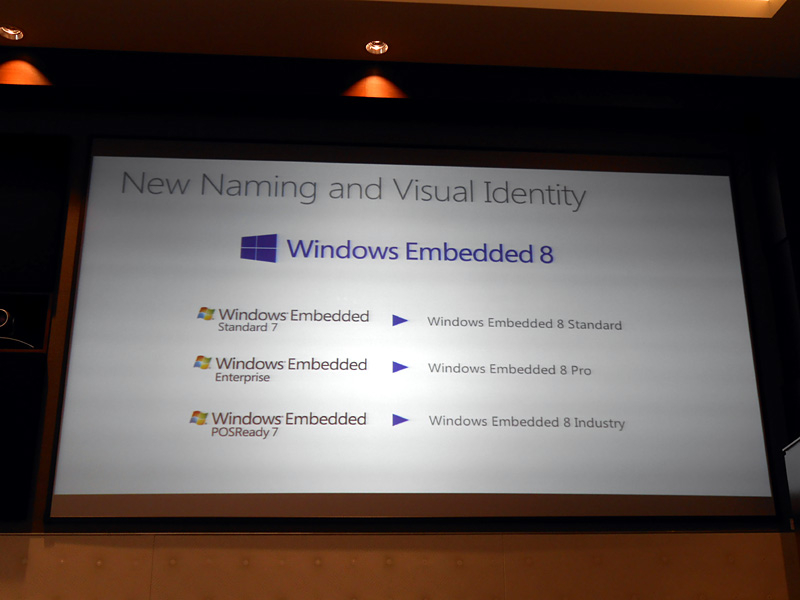 New Naming and Visual Identity
Windows Embedded 8
Windows Embedded
Standard 7
Windows Embedded 8 Standard
Windows Embedded
Enterprise
Windows Embedded 8 Pro
Windows Embedded
POSReady 7
Windows Embedded 8 Industry